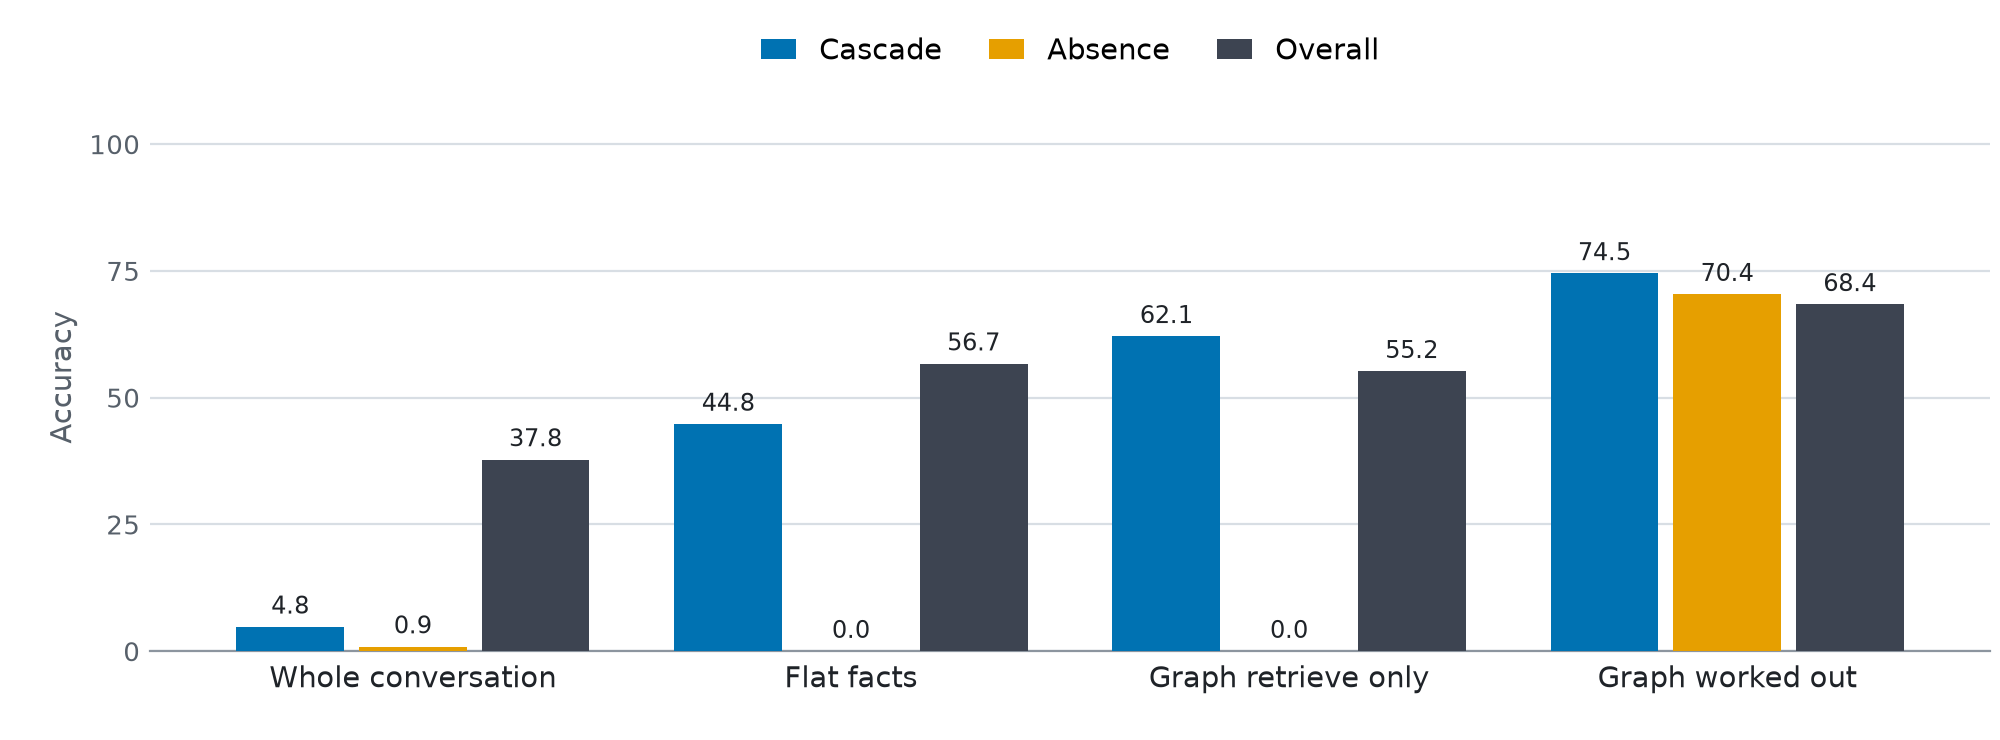 Cascade Absence Overall
Accuracy
100
75
50
25
0
4.8 0.9 37.8
44.8 0.0 56.7
62.1 0.0 55.2
74.5 70.4 68.4
Whole conversation Flat facts Graph retrieve only Graph worked out